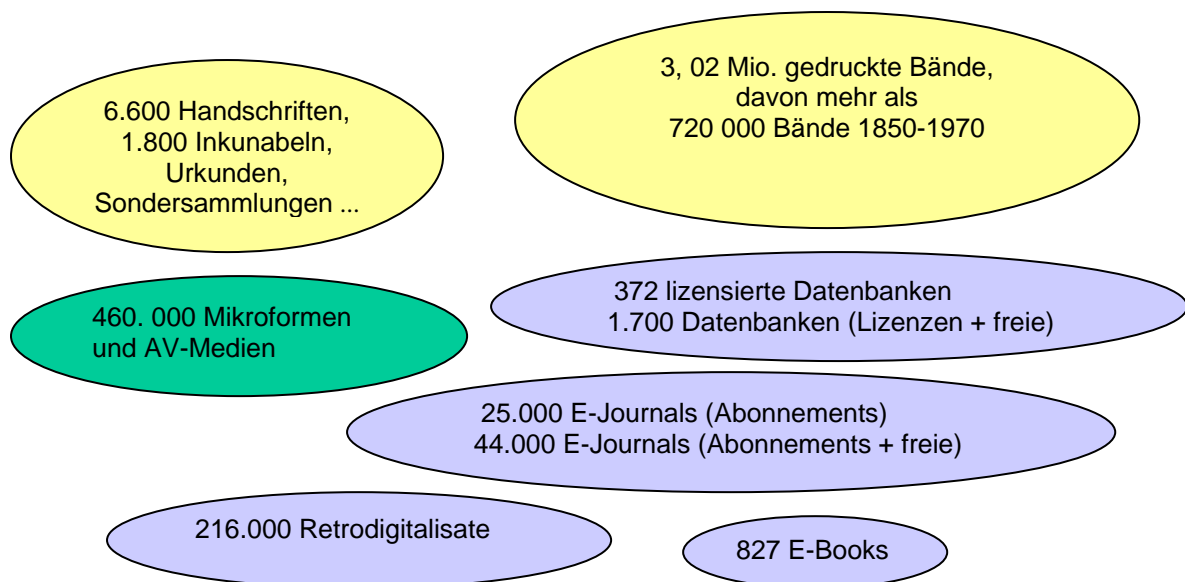 6.600 Handschriften,
1.800 Inkunabeln,
Urkunden,
Sondersammlungen ...
3, 02 Mio. gedruckte Bände,
davon mehr als
720 000 Bände 1850-1970
460. 000 Mikroformen
und AV-Medien
372 lizensierte Datenbanken
1.700 Datenbanken (Lizenzen + freie)
25.000 E-Journals (Abonnements)
44.000 E-Journals (Abonnements + freie)
216.000 Retrodigitalisate
827 E-Books